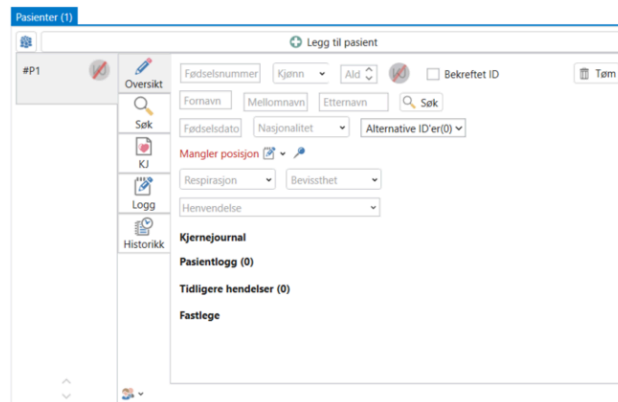 Pasienter (1)
Legg til pasient
#P1
Oversikt
Søk
KJ
Logg
Historikk
Fødselsnummer Kjønn Ald Bekreftet ID Tøm
Fornavn Mellomnavn Etternavn Søk
Fødselsdato Nasjonalitet Alternative ID'er(0)
Mangler posisjon
Respirasjon Bevissthet
Henvendelse
Kjernejournal
Pasientlogg (0)
Tidligere hendelser (0)
Fastlege